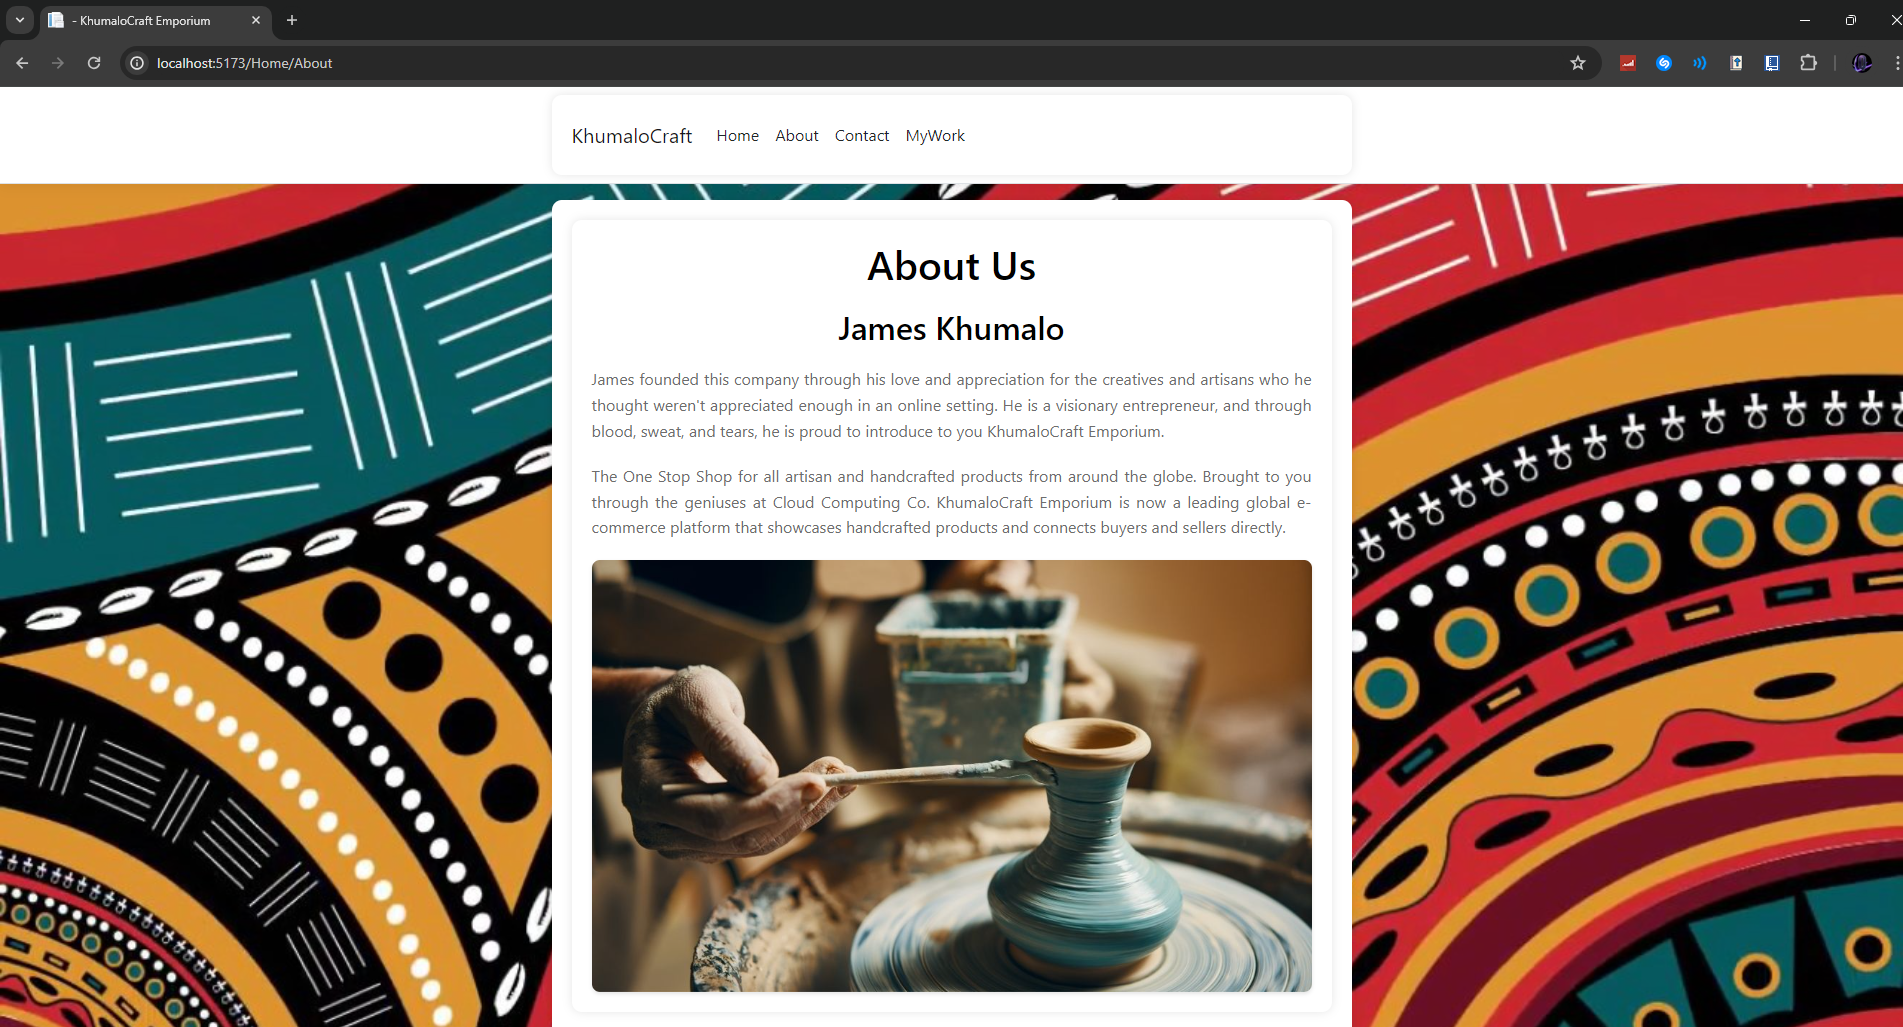 - KhumaloCraft Emporium
localhost:5173/Home/About
KhumaloCraft Home About Contact MyWork
About Us
James Khumalo
James founded this company through his love and appreciation for the creatives and artisans who he
thought weren't appreciated enough in an online setting. He is a visionary entrepreneur, and through
blood, sweat, and tears, he is proud to introduce to you KhumaloCraft Emporium.
The One Stop Shop for all artisan and handcrafted products from around the globe. Brought to you
through the geniuses at Cloud Computing Co. KhumaloCraft Emporium is now a leading global e-
commerce platform that showcases handcrafted products and connects buyers and sellers directly.